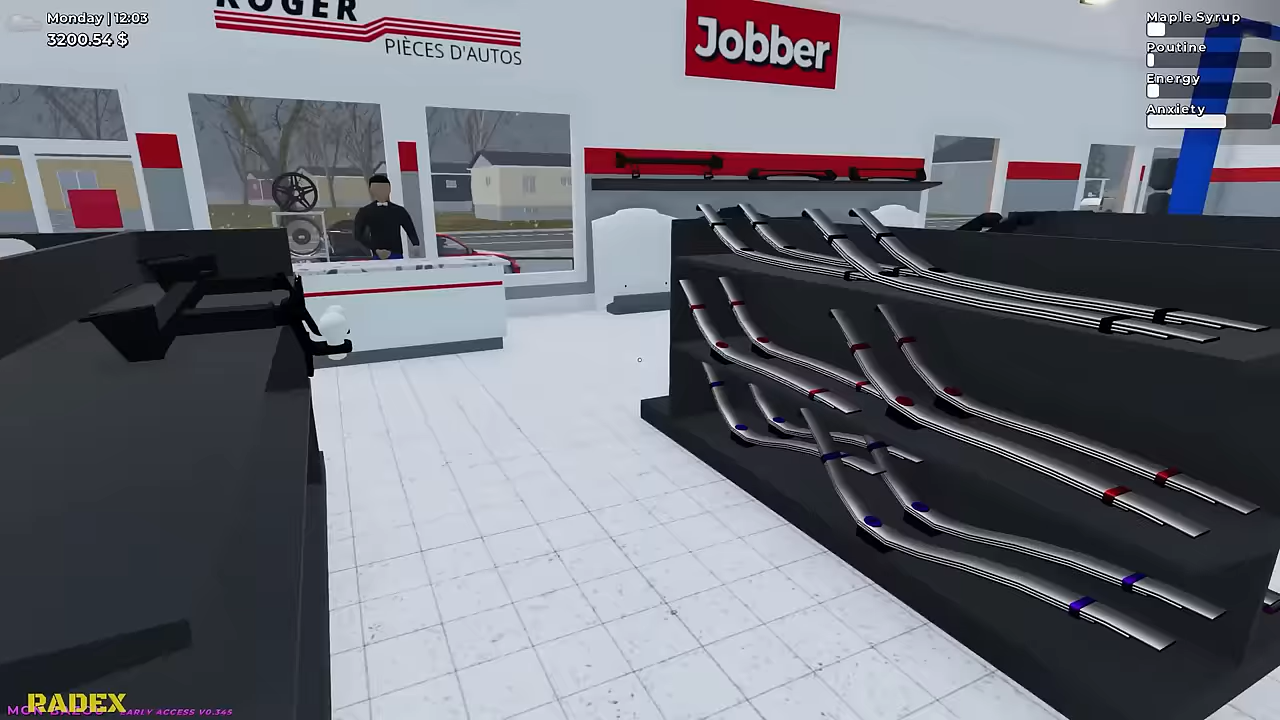 Monday | 12:03
3200.54 $
ROGER
PIÈCES D'AUTOS
Jobber
Maple Syrup
Poutine
Energy
Anxiety
RADEX
EARLY ACCESS V0.345